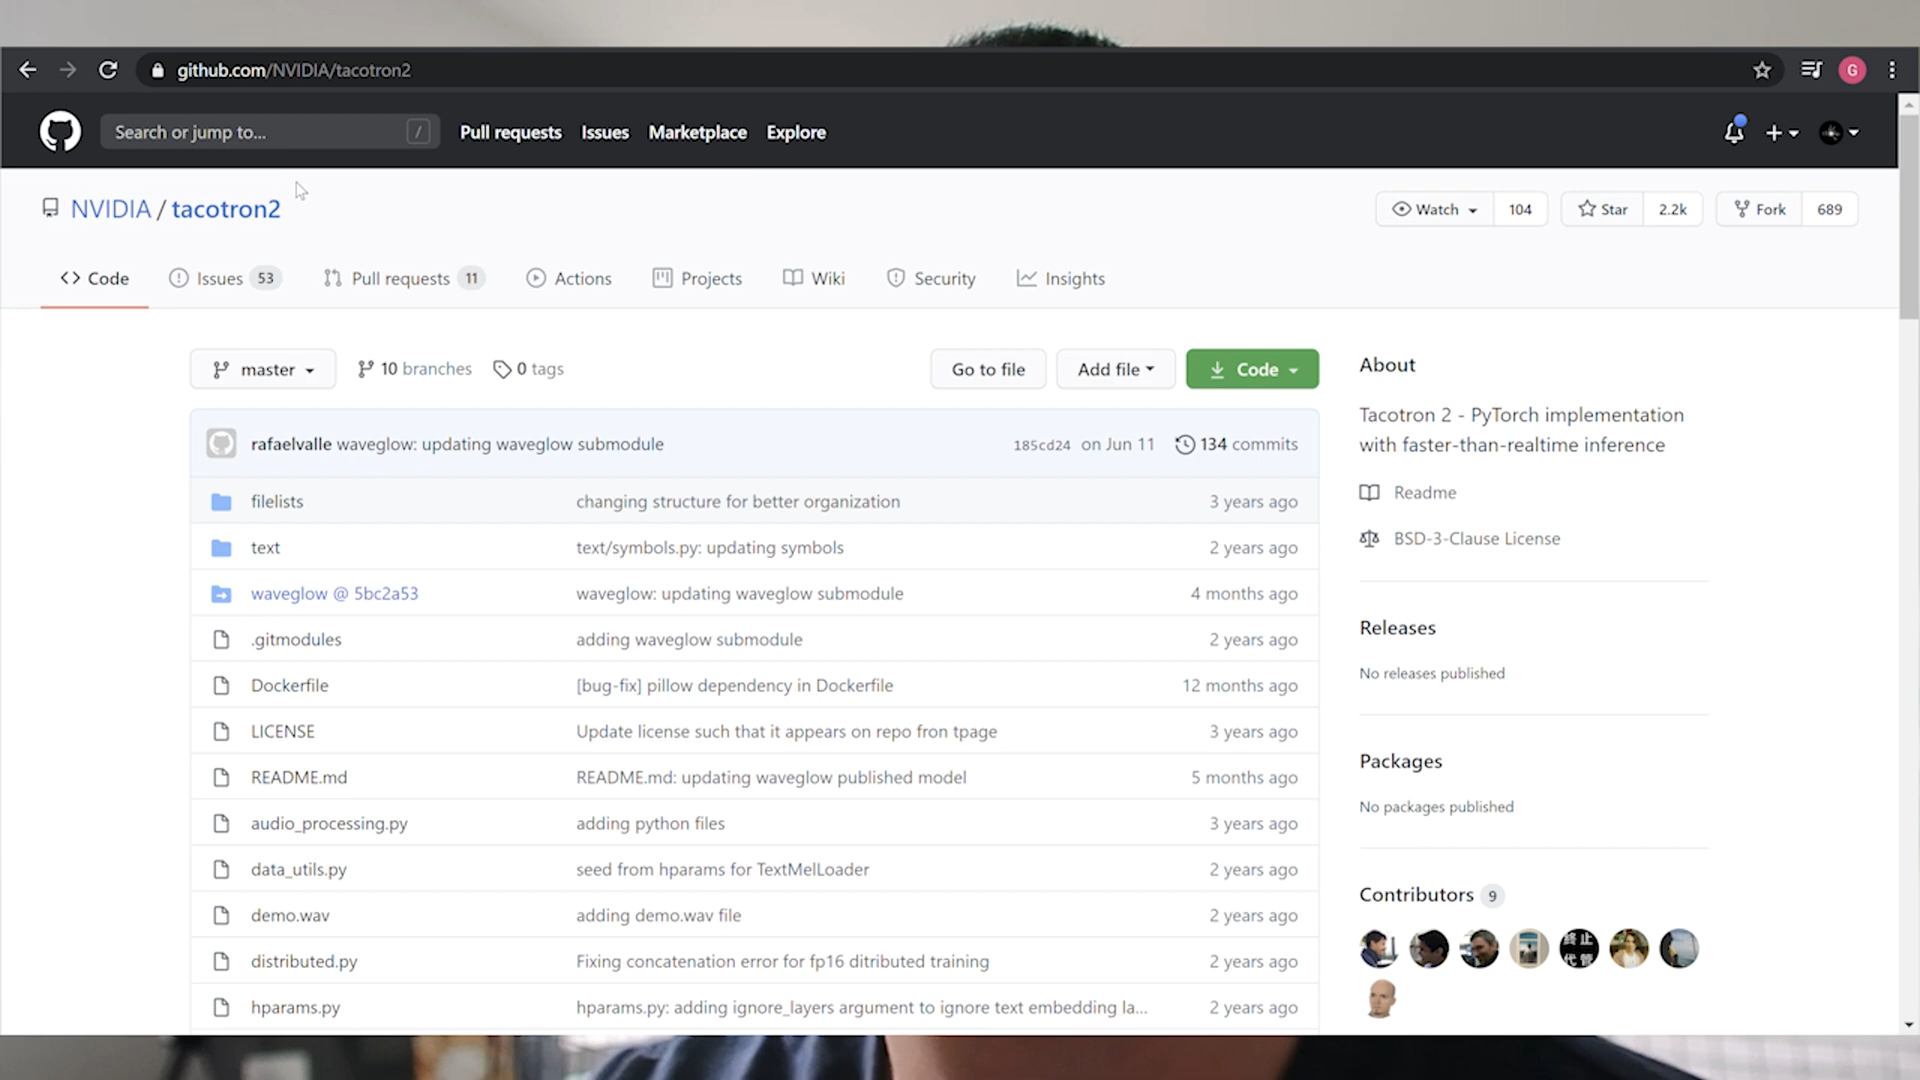 github.com/NVIDIA/tacotron2
G
Search or jump to... /
Pull requests Issues Marketplace Explore
NVIDIA / tacotron2
Watch 104 Star 2.2k Fork 689
Code Issues 53 Pull requests 11 Actions Projects Wiki Security Insights
master 10 branches 0 tags Go to file Add file Code
rafaelvalle waveglow: updating waveglow submodule 185cd24 on Jun 11 134 commits
filelists changing structure for better organization 3 years ago
text text/symbols.py: updating symbols 2 years ago
waveglow @ 5bc2a53 waveglow: updating waveglow submodule 4 months ago
.gitmodules adding waveglow submodule 2 years ago
Dockerfile [bug-fix] pillow dependency in Dockerfile 12 months ago
LICENSE Update license such that it appears on repo fron tpage 3 years ago
README.md README.md: updating waveglow published model 5 months ago
audio_processing.py adding python files 3 years ago
data_utils.py seed from hparams for TextMelLoader 2 years ago
demo.wav adding demo.wav file 2 years ago
distributed.py Fixing concatenation error for fp16 ditributed training 2 years ago
hparams.py hparams.py: adding ignore_layers argument to ignore text embedding la... 2 years ago
About
Tacotron 2 - PyTorch implementation
with faster-than-realtime inference
Readme
BSD-3-Clause License
Releases
No releases published
Packages
No packages published
Contributors 9
终止
代管